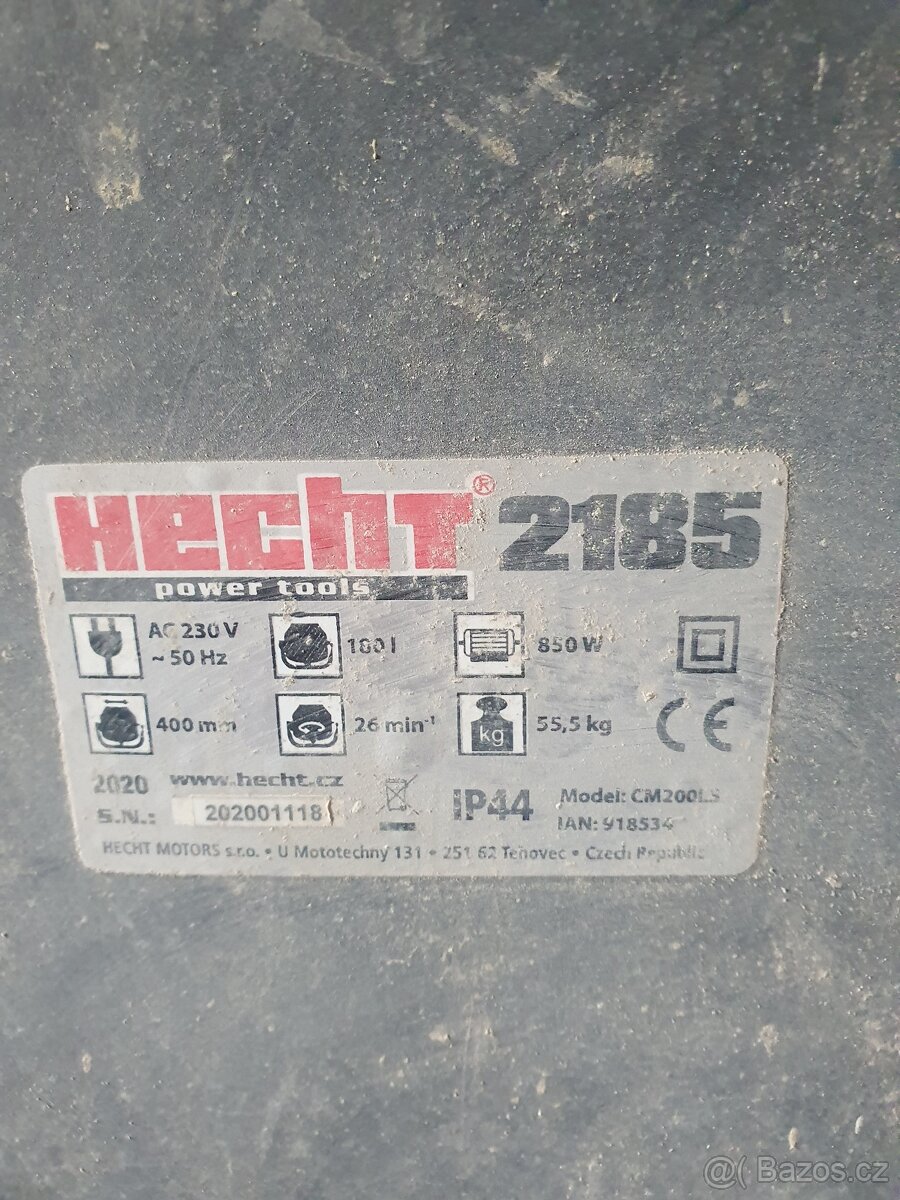 HECHT® 2185
power tools
AC 230 V
~ 50 Hz
180 l
850 W
400 mm
26 min⁻¹
kg
55,5 kg
CE
2020 www.hecht.cz
S.N.: 202001118
IP44
Model: CM200LS
IAN: 918534
HECHT MOTORS s.r.o. • U Mototechny 131 • 251 62 Tehovec • Czech Republic
@( Bazos.cz